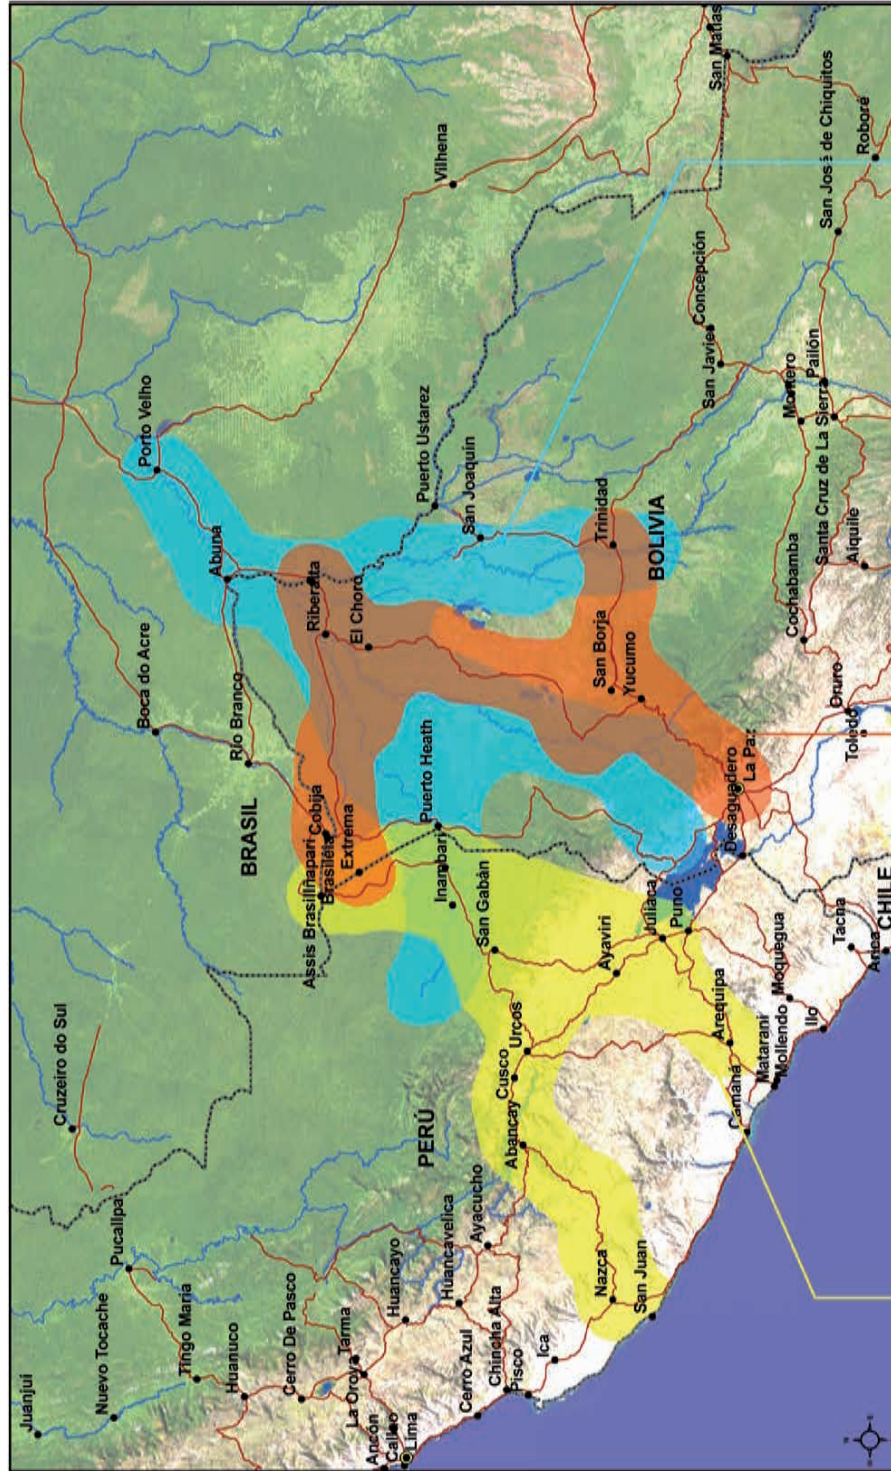 Juanjui
Nuevo Tocache
Pucallpa
Tingo Maria
Huanuco
Cerro De Pasco
Tarma
La Oroya
Ancón
Callao
Lima
Huancayo
Huancavelica
Ayacucho
Cerro Azul
Chincha Alta
Pisco
Ica
Nazca
San Juan
Cruzeiro do Sul
PERÚ
Abancay
Cusco
Urcos
Camaná
Matarani
Mollendo
Arequipa
Ilo
Moquegua
Tacna
Arica
CHILE
Ayaviri
Juliaca
Puno
San Gabán
Inambari
Puerto Heath
Assis Brasil
Iñapari
Brasiléia
Cobija
Extrema
BRASIL
Rio Branco
Boca do Acre
Abuná
Porto Velho
Riberalta
El Choro
Desaguadero
La Paz
Yucumo
San Borja
Trinidad
BOLIVIA
San Joaquin
Puerto Ustarez
Vilhena
Toledo
Oruro
Cochabamba
Aiquile
Santa Cruz de La Sierra
Montero
Pailón
San Javie
Concepción
San José de Chiquitos
Roboré
San Matias